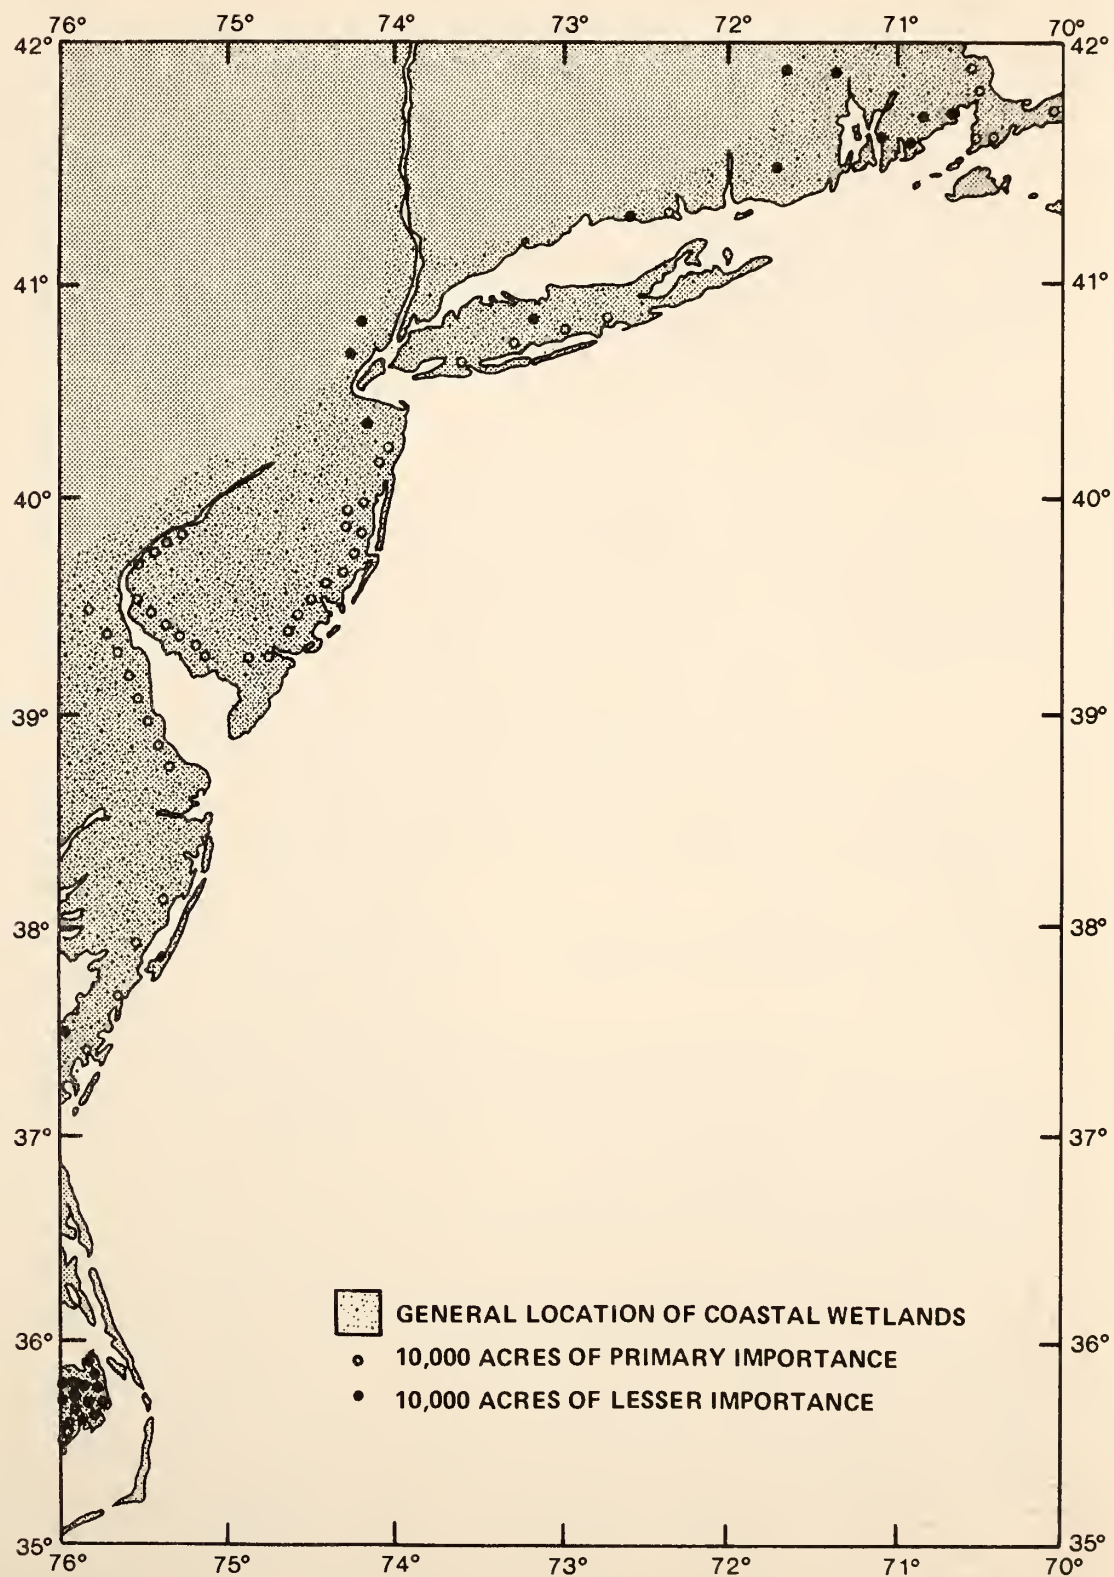 76° 75° 74° 73° 72° 71° 70°
42° 42°
41° 41°
40° 40°
39° 39°
38° 38°
37° 37°
36° 36°
35° 35°
GENERAL LOCATION OF COASTAL WETLANDS
10,000 ACRES OF PRIMARY IMPORTANCE
10,000 ACRES OF LESSER IMPORTANCE
76° 75° 74° 73° 72° 71° 70°